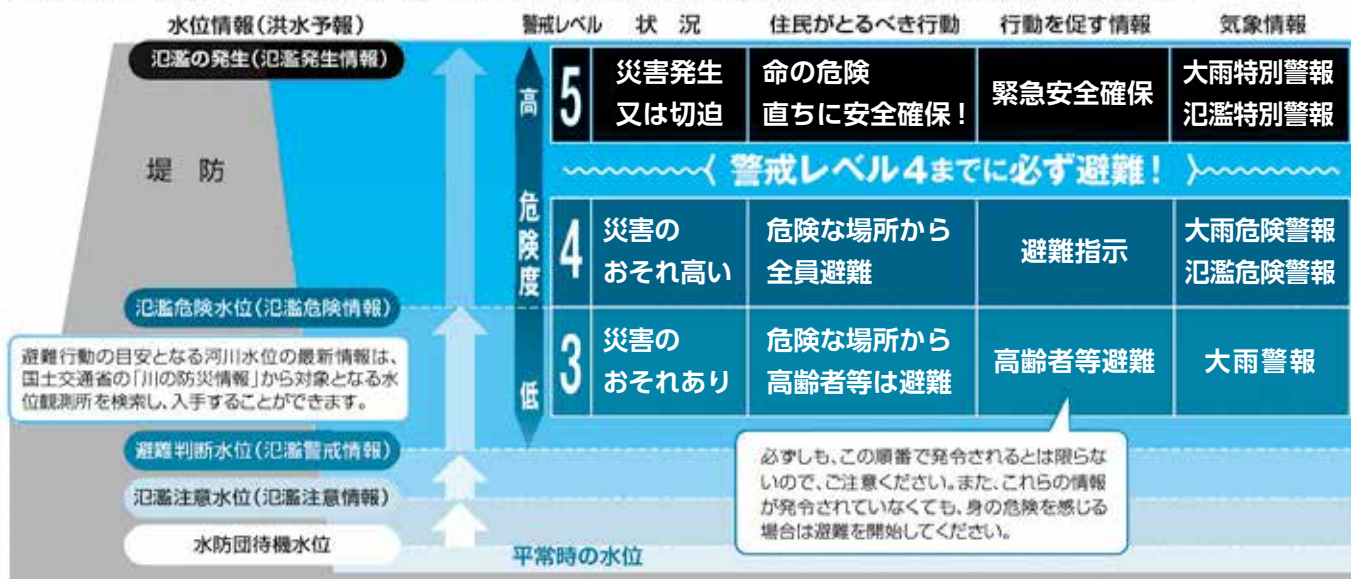 水位情報(洪水予報)
警戒レベル 状 況 住民がとるべき行動 行動を促す情報 気象情報
氾濫の発生(氾濫発生情報)
堤 防
高
危険度
低
5
災害発生
又は切迫
命の危険
直ちに安全確保!
緊急安全確保
大雨特別警報
氾濫特別警報
警戒レベル4までに必ず避難!
4
災害の
おそれ高い
危険な場所から
全員避難
避難指示
大雨危険警報
氾濫危険警報
氾濫危険水位(氾濫危険情報)
3
災害の
おそれあり
危険な場所から
高齢者等は避難
高齢者等避難
大雨警報
避難行動の目安となる河川水位の最新情報は、
国土交通省の「川の防災情報」から対象となる水
位観測所を検索し、入手することができます。
避難判断水位(氾濫警戒情報)
氾濫注意水位(氾濫注意情報)
水防団待機水位
平常時の水位
必ずしも、この順番で発令されるとは限らな
いので、ご注意ください。また、これらの情報
が発令されていなくても、身の危険を感じる
場合は避難を開始してください。